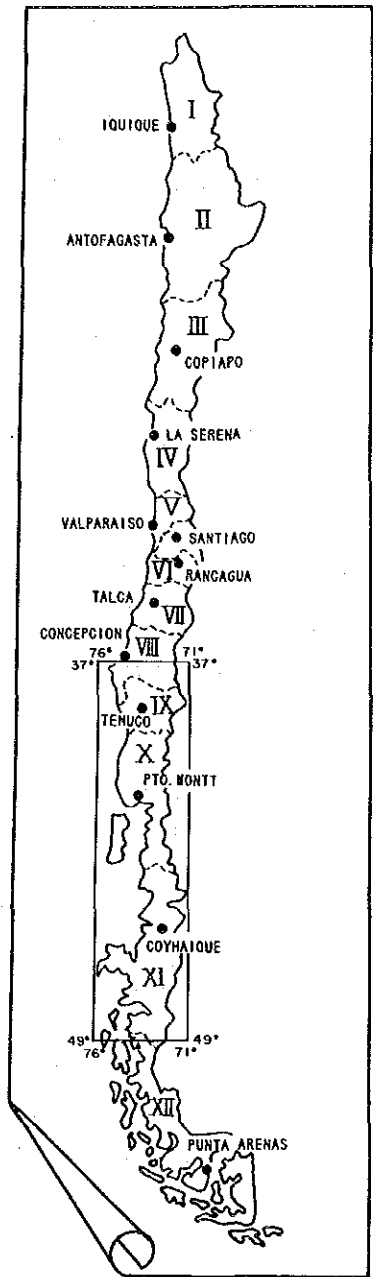 I
IQUIQUE
II
ANTOFAGASTA
III
COPIAPO
LA SERENA
IV
V
VALPARAISO
SANTIAGO
VI
RANCAGUA
TALCA
VII
CONCEPCION
VIII
76° 71°
37° 37°
IX
TEMUCO
X
PTO. MONTT
COYHAIQUE
XI
49° 49°
76° 71°
XII
PUNTA ARENAS